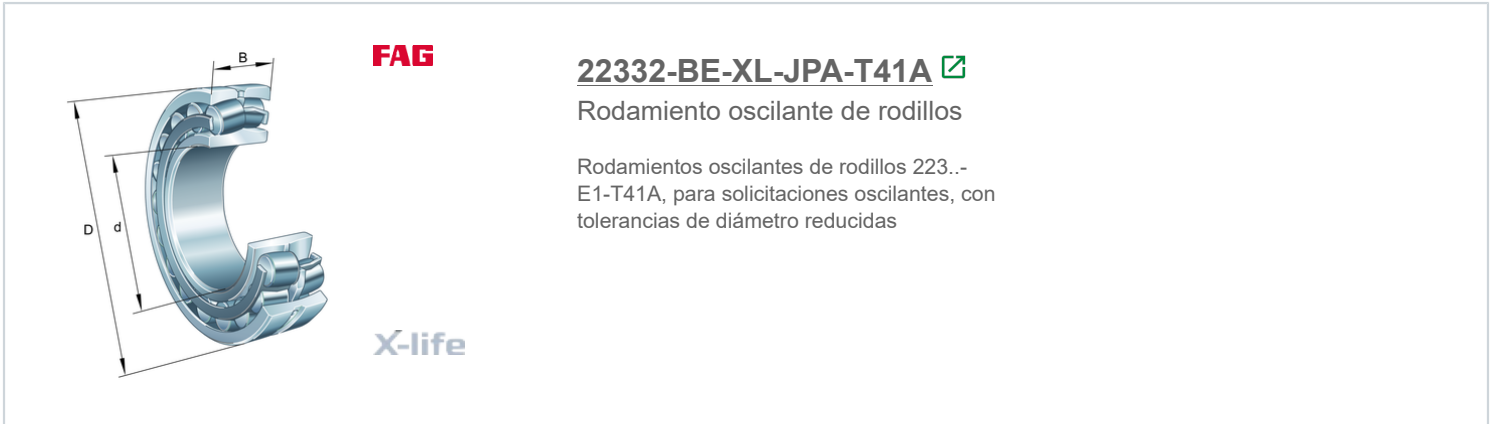 B
FAG
22332-BE-XL-JPA-T41A
Rodamiento oscilante de rodillos
Rodamientos oscilantes de rodillos 223..-
E1-T41A, para solicitaciones oscilantes, con
tolerancias de diámetro reducidas
D
d
X-life